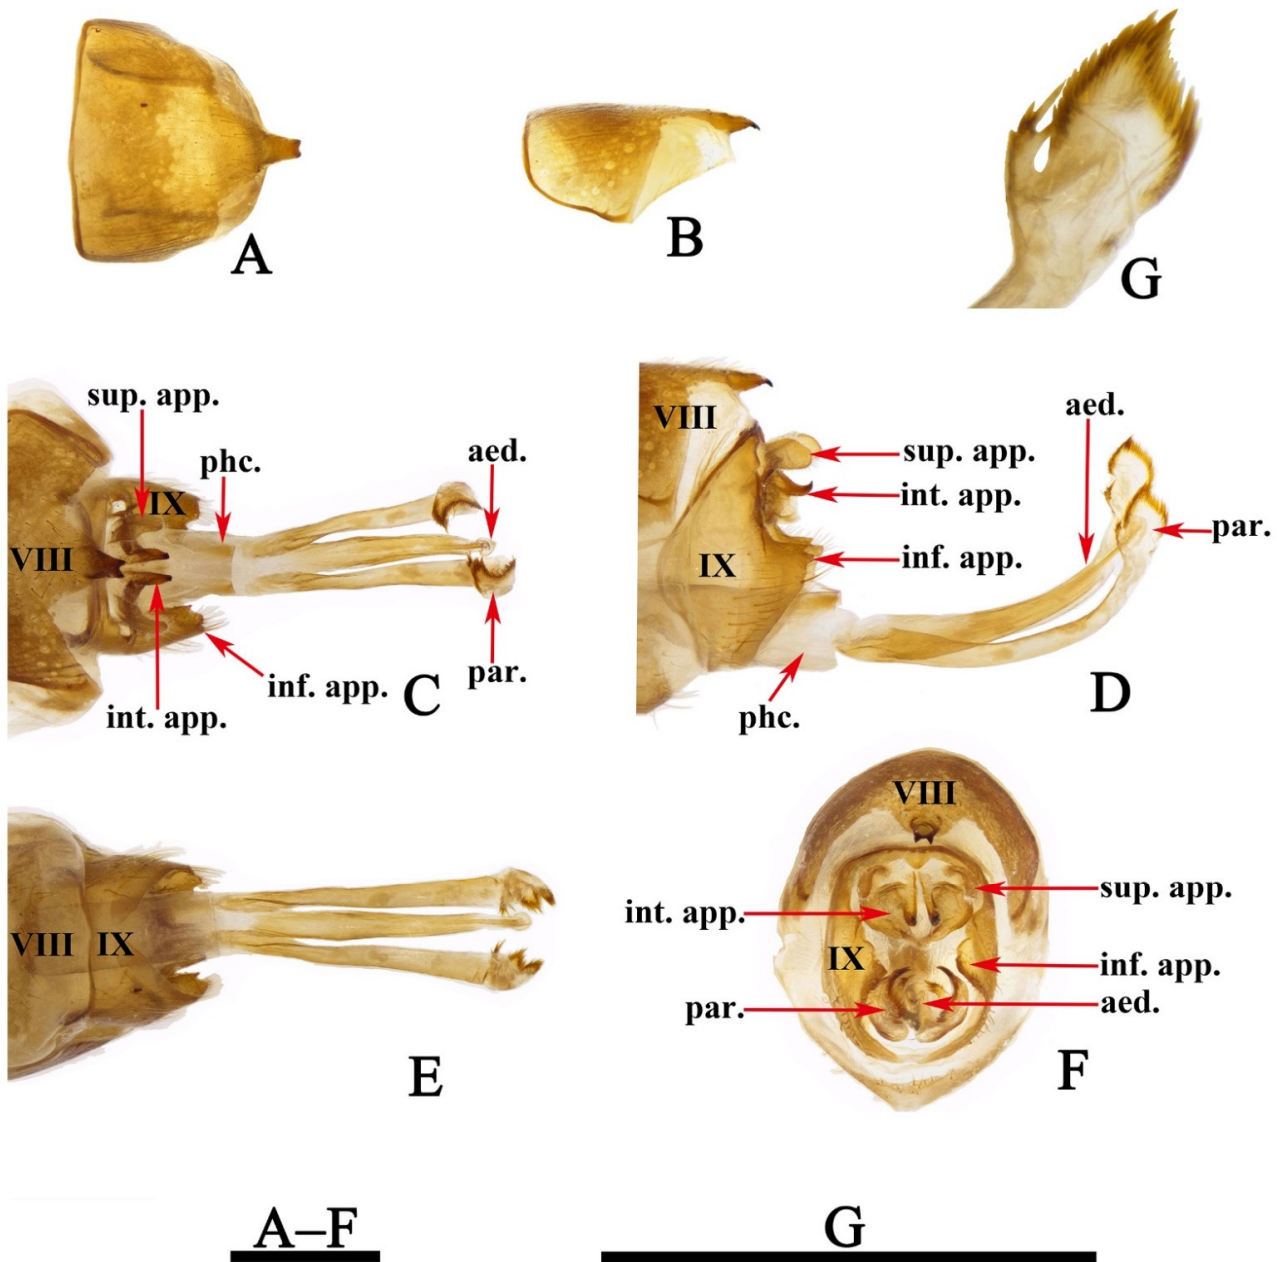 A
B
G
sup. app.
phc.
IX
aed.
VIII
par.
inf. app.
int. app.
C
VIII
aed.
sup. app.
int. app.
par.
IX
inf. app.
phc.
D
VIII IX
E
VIII
int. app.
sup. app.
IX
inf. app.
par.
aed.
F
A–F
G